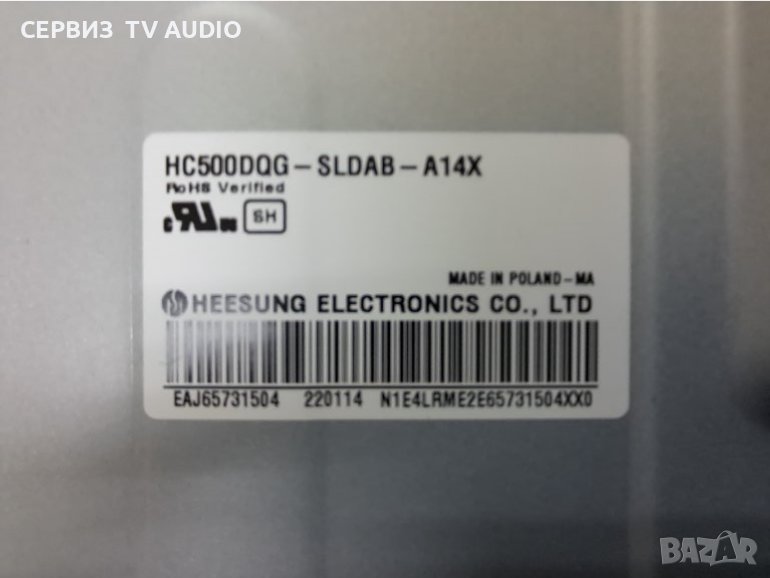 СЕРВИЗ TV AUDIO
HC500DQG-SLDAB-A14X
RoHS Verified
SH
MADE IN POLAND-MA
HEESUNG ELECTRONICS CO., LTD
EAJ65731504 220114 N1E4LRME2E65731504XX0
BAZAR